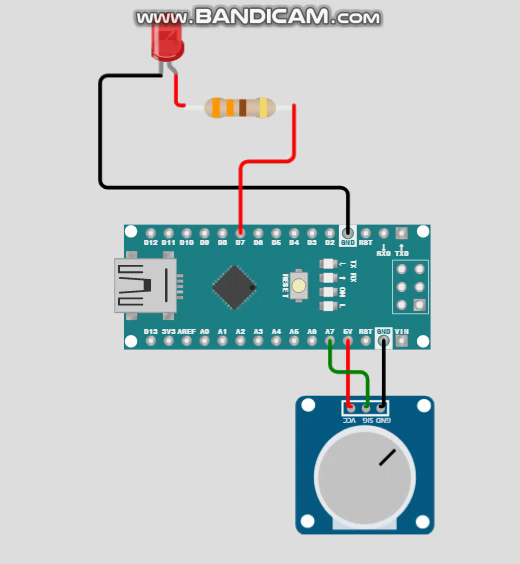 WWW.BANDICAM.COM
D12 D11 D10 D9 D8 D7 D6 D5 D4 D3 D2 GND RST RX0 TX0
TX
RX
ON
L
RESET
D13 3V3 AREF A0 A1 A2 A3 A4 A5 A6 A7 5V RST GND VIN
VCC SIG GND